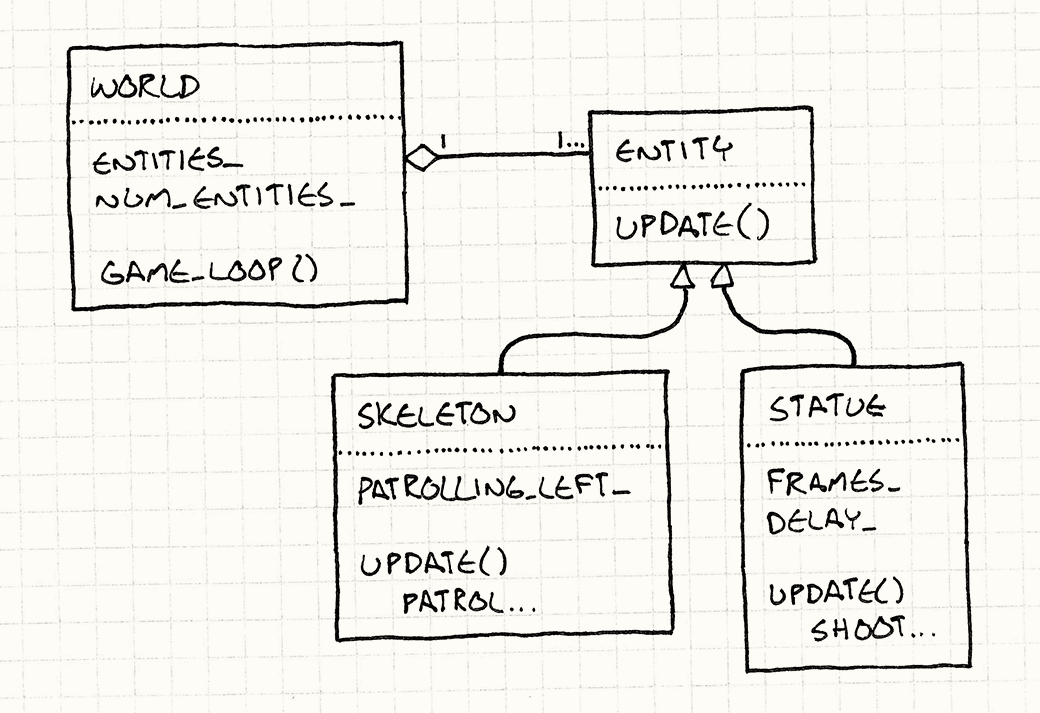 WORLD
ENTITIES_
NUM_ENTITIES_
GAME_LOOP()
1
1...
ENTITY
UPDATE()
SKELETON
PATROLLING_LEFT_
UPDATE()
PATROL...
STATUE
FRAMES_
DELAY_
UPDATE()
SHOOT...